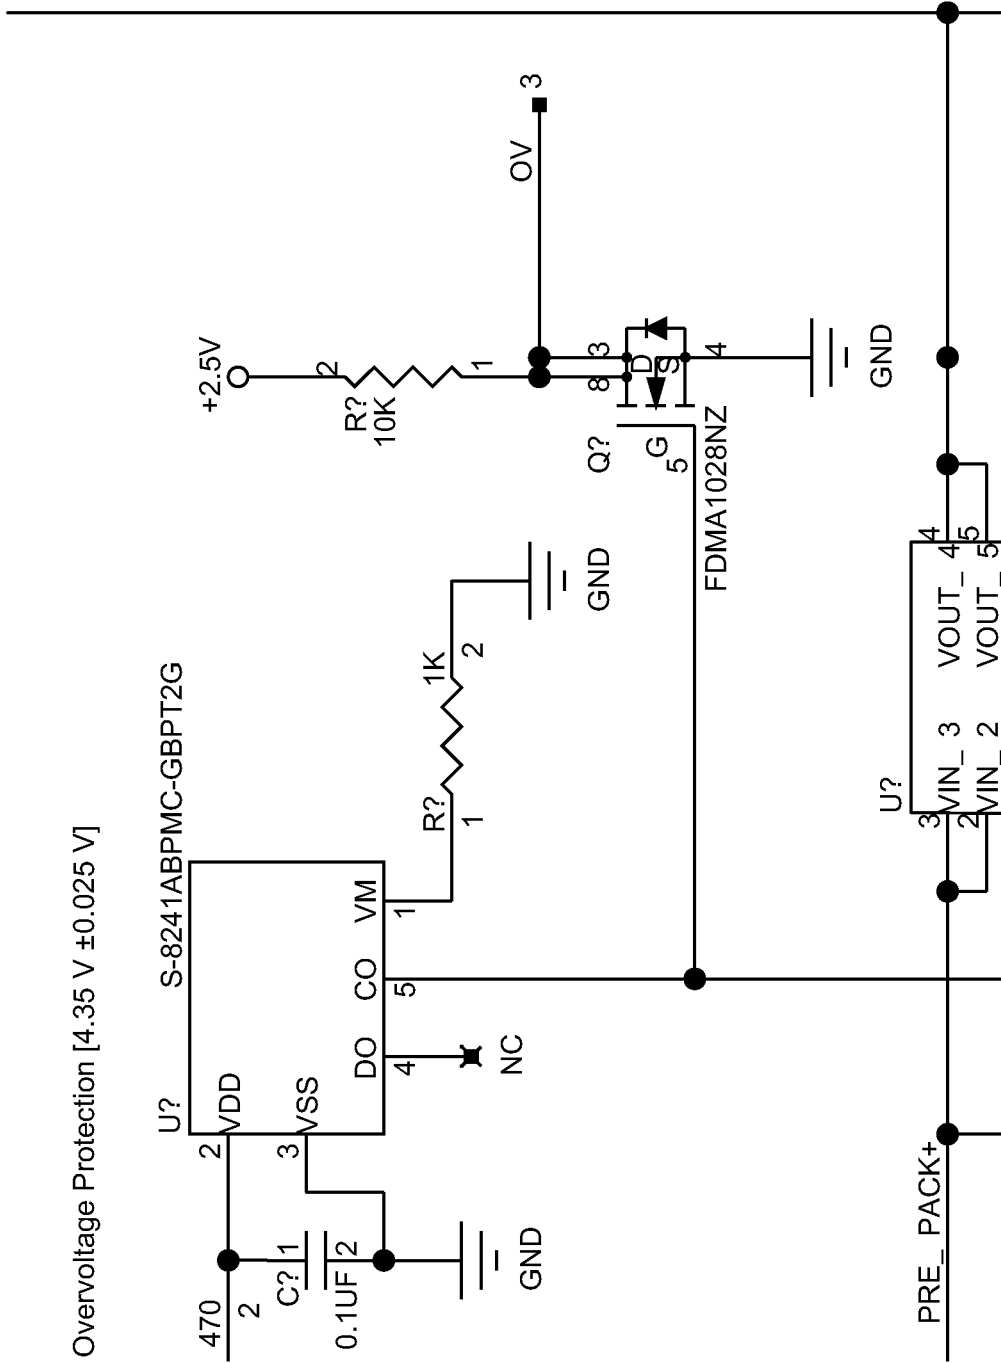 Overvoltage Protection [4.35 V ±0.025 V]
U?
S-8241ABPMC-GBPT2G
470
2
2
VDD
+2.5V
C?
1
3
VSS
0.1UF
2
DO
CO
VM
4
5
1
R?
1K
1
2
R?
10K
2
1
GND
NC
GND
OV
3
Q?
8
3
D
S
G
5
4
FDMA1028NZ
GND
U?
PRE_ PACK+
3
VIN_ 3
VOUT_ 4
4
2
VIN_ 2
VOUT_ 5
5